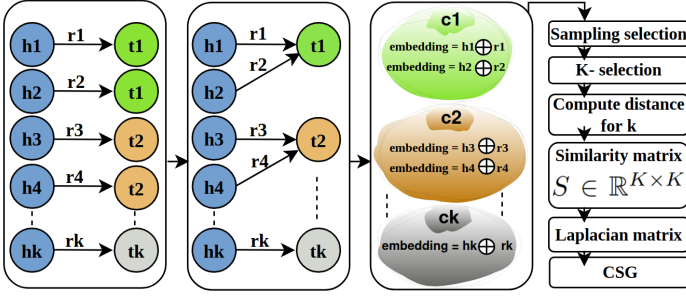 h1 r1 t1
h2 r2 t1
h3 r3 t2
h4 r4 t2
hk rk tk
h1 r1 t1
h2 r2
h3 r3 t2
h4 r4
hk rk tk
c1
embedding = h1 ⊕ r1
embedding = h2 ⊕ r2
c2
embedding = h3 ⊕ r3
embedding = h4 ⊕ r4
ck
embedding = hk ⊕ rk
Sampling selection
K- selection
Compute distance
for k
Similarity matrix
S ∈ ℝ^{K×K}
Laplacian matrix
CSG